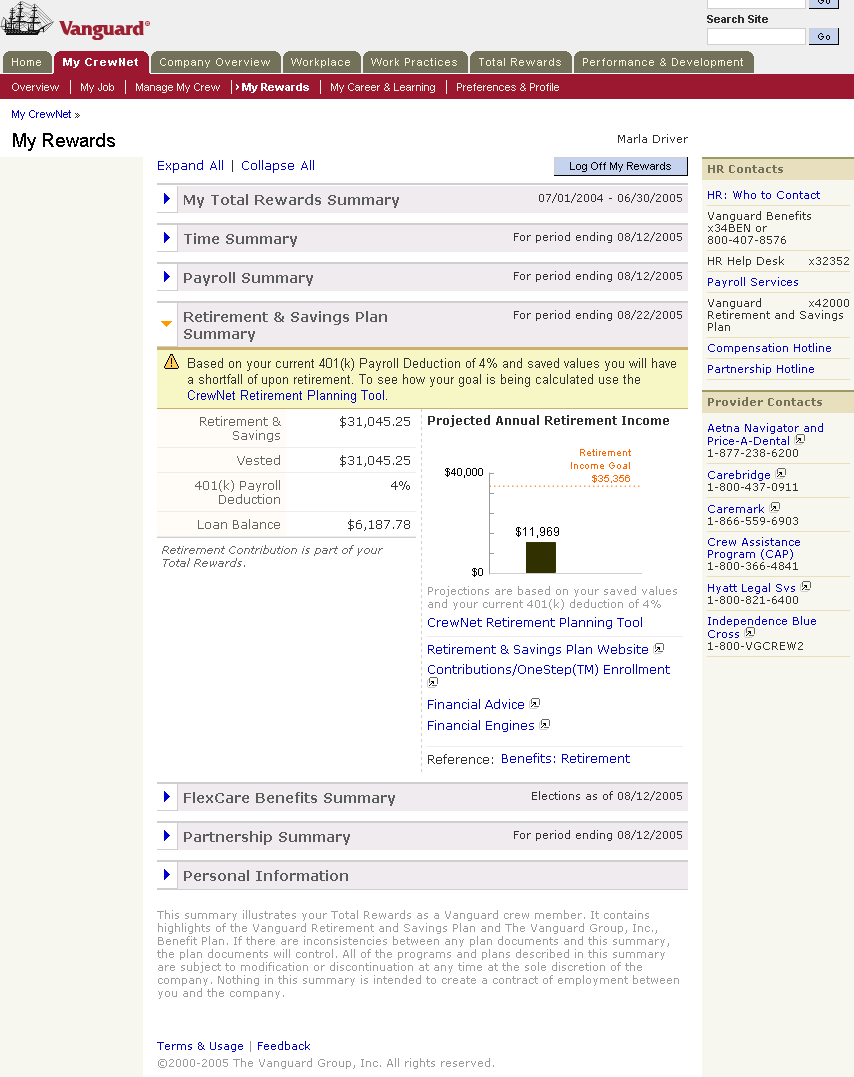 Go
Vanguard®
Search Site
Go
Home
My CrewNet
Company Overview
Workplace
Work Practices
Total Rewards
Performance & Development
Overview | My Job | Manage My Crew | My Rewards | My Career & Learning | Preferences & Profile
My CrewNet »
My Rewards
Marla Driver
Expand All | Collapse All
Log Off My Rewards
My Total Rewards Summary
07/01/2004 - 06/30/2005
Time Summary
For period ending 08/12/2005
Payroll Summary
For period ending 08/12/2005
Retirement & Savings Plan
Summary
For period ending 08/22/2005
Based on your current 401(k) Payroll Deduction of 4% and saved values you will have
a shortfall of upon retirement. To see how your goal is being calculated use the
CrewNet Retirement Planning Tool.
Retirement &
Savings
$31,045.25
Vested
$31,045.25
401(k) Payroll
Deduction
4%
Loan Balance
$6,187.78
Retirement Contribution is part of your
Total Rewards.
Projected Annual Retirement Income
Retirement
Income Goal
$35,356
$40,000
$11,969
$0
Projections are based on your saved values
and your current 401(k) deduction of 4%
CrewNet Retirement Planning Tool
Retirement & Savings Plan Website
Contributions/OneStep(TM) Enrollment
Financial Advice
Financial Engines
Reference: Benefits: Retirement
FlexCare Benefits Summary
Elections as of 08/12/2005
Partnership Summary
For period ending 08/12/2005
Personal Information
This summary illustrates your Total Rewards as a Vanguard crew member. It contains
highlights of the Vanguard Retirement and Savings Plan and The Vanguard Group, Inc.,
Benefit Plan. If there are inconsistencies between any plan documents and this summary,
the plan documents will control. All of the programs and plans described in this summary
are subject to modification or discontinuation at any time at the sole discretion of the
company. Nothing in this summary is intended to create a contract of employment between
you and the company.
Terms & Usage | Feedback
©2000-2005 The Vanguard Group, Inc. All rights reserved.
HR Contacts
HR: Who to Contact
Vanguard Benefits
x34BEN or
800-407-8576
HR Help Desk x32352
Payroll Services
Vanguard x42000
Retirement and Savings
Plan
Compensation Hotline
Partnership Hotline
Provider Contacts
Aetna Navigator and
Price-A-Dental
1-877-238-6200
Carebridge
1-800-437-0911
Caremark
1-866-559-6903
Crew Assistance
Program (CAP)
1-800-366-4841
Hyatt Legal Svs
1-800-821-6400
Independence Blue
Cross
1-800-VGCREW2